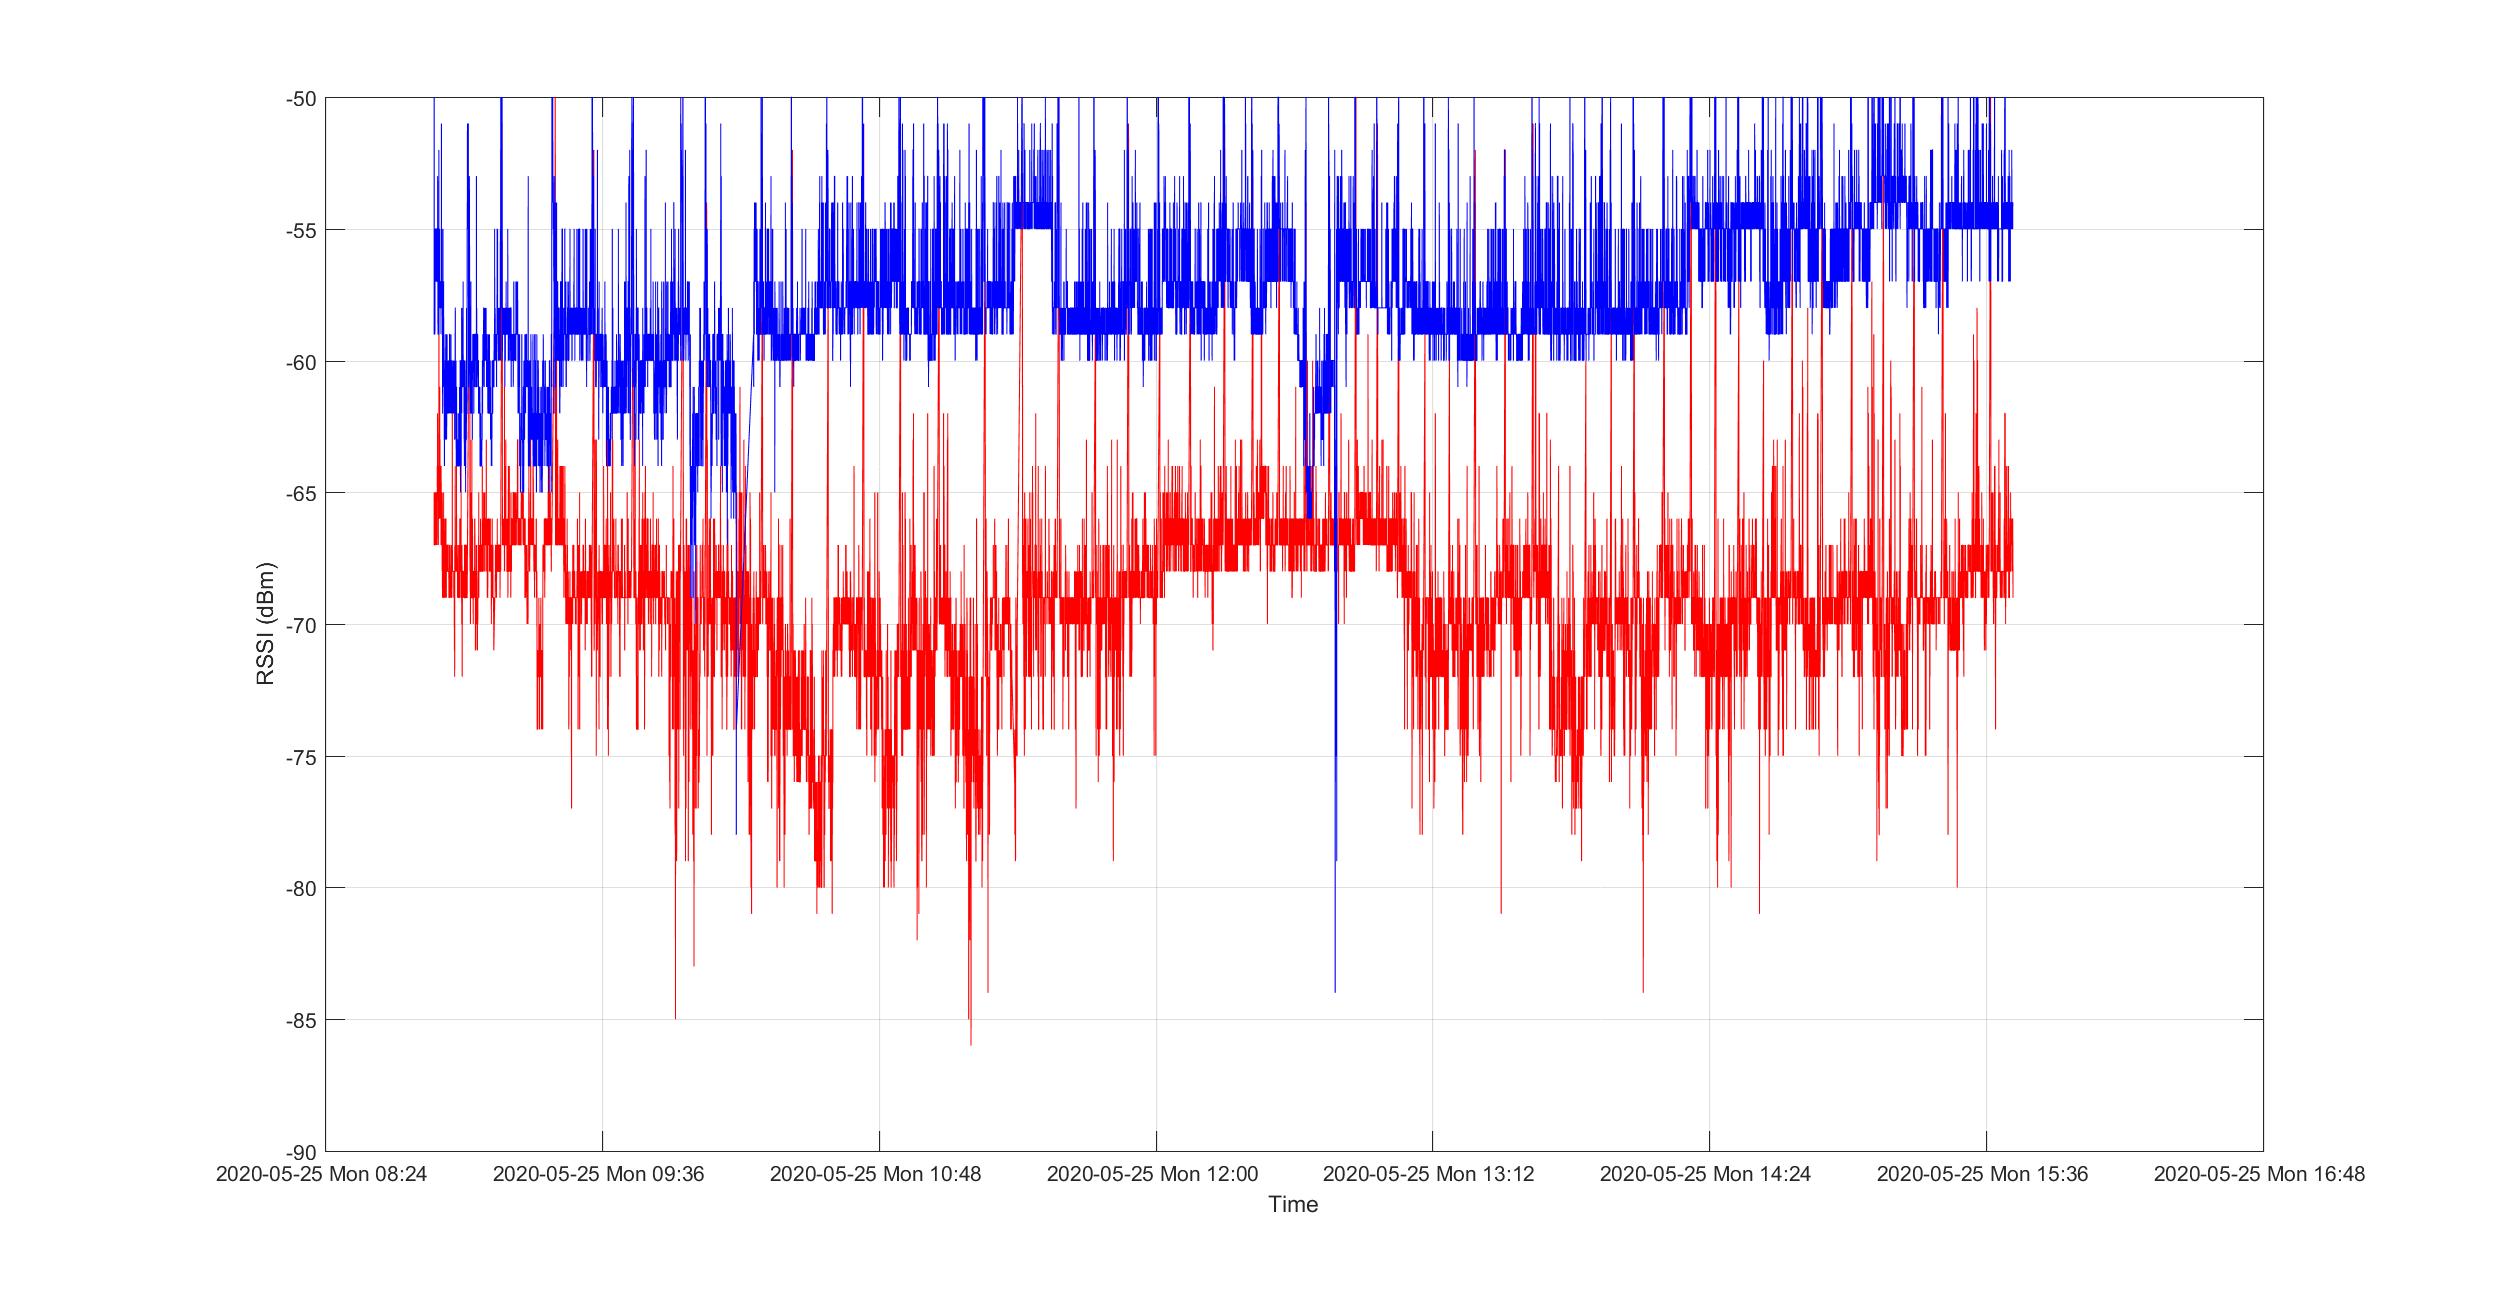 -50
-55
-60
-65
-70
-75
-80
-85
-90
RSSI (dBm)
2020-05-25 Mon 08:24
2020-05-25 Mon 09:36
2020-05-25 Mon 10:48
2020-05-25 Mon 12:00
2020-05-25 Mon 13:12
2020-05-25 Mon 14:24
2020-05-25 Mon 15:36
2020-05-25 Mon 16:48
Time